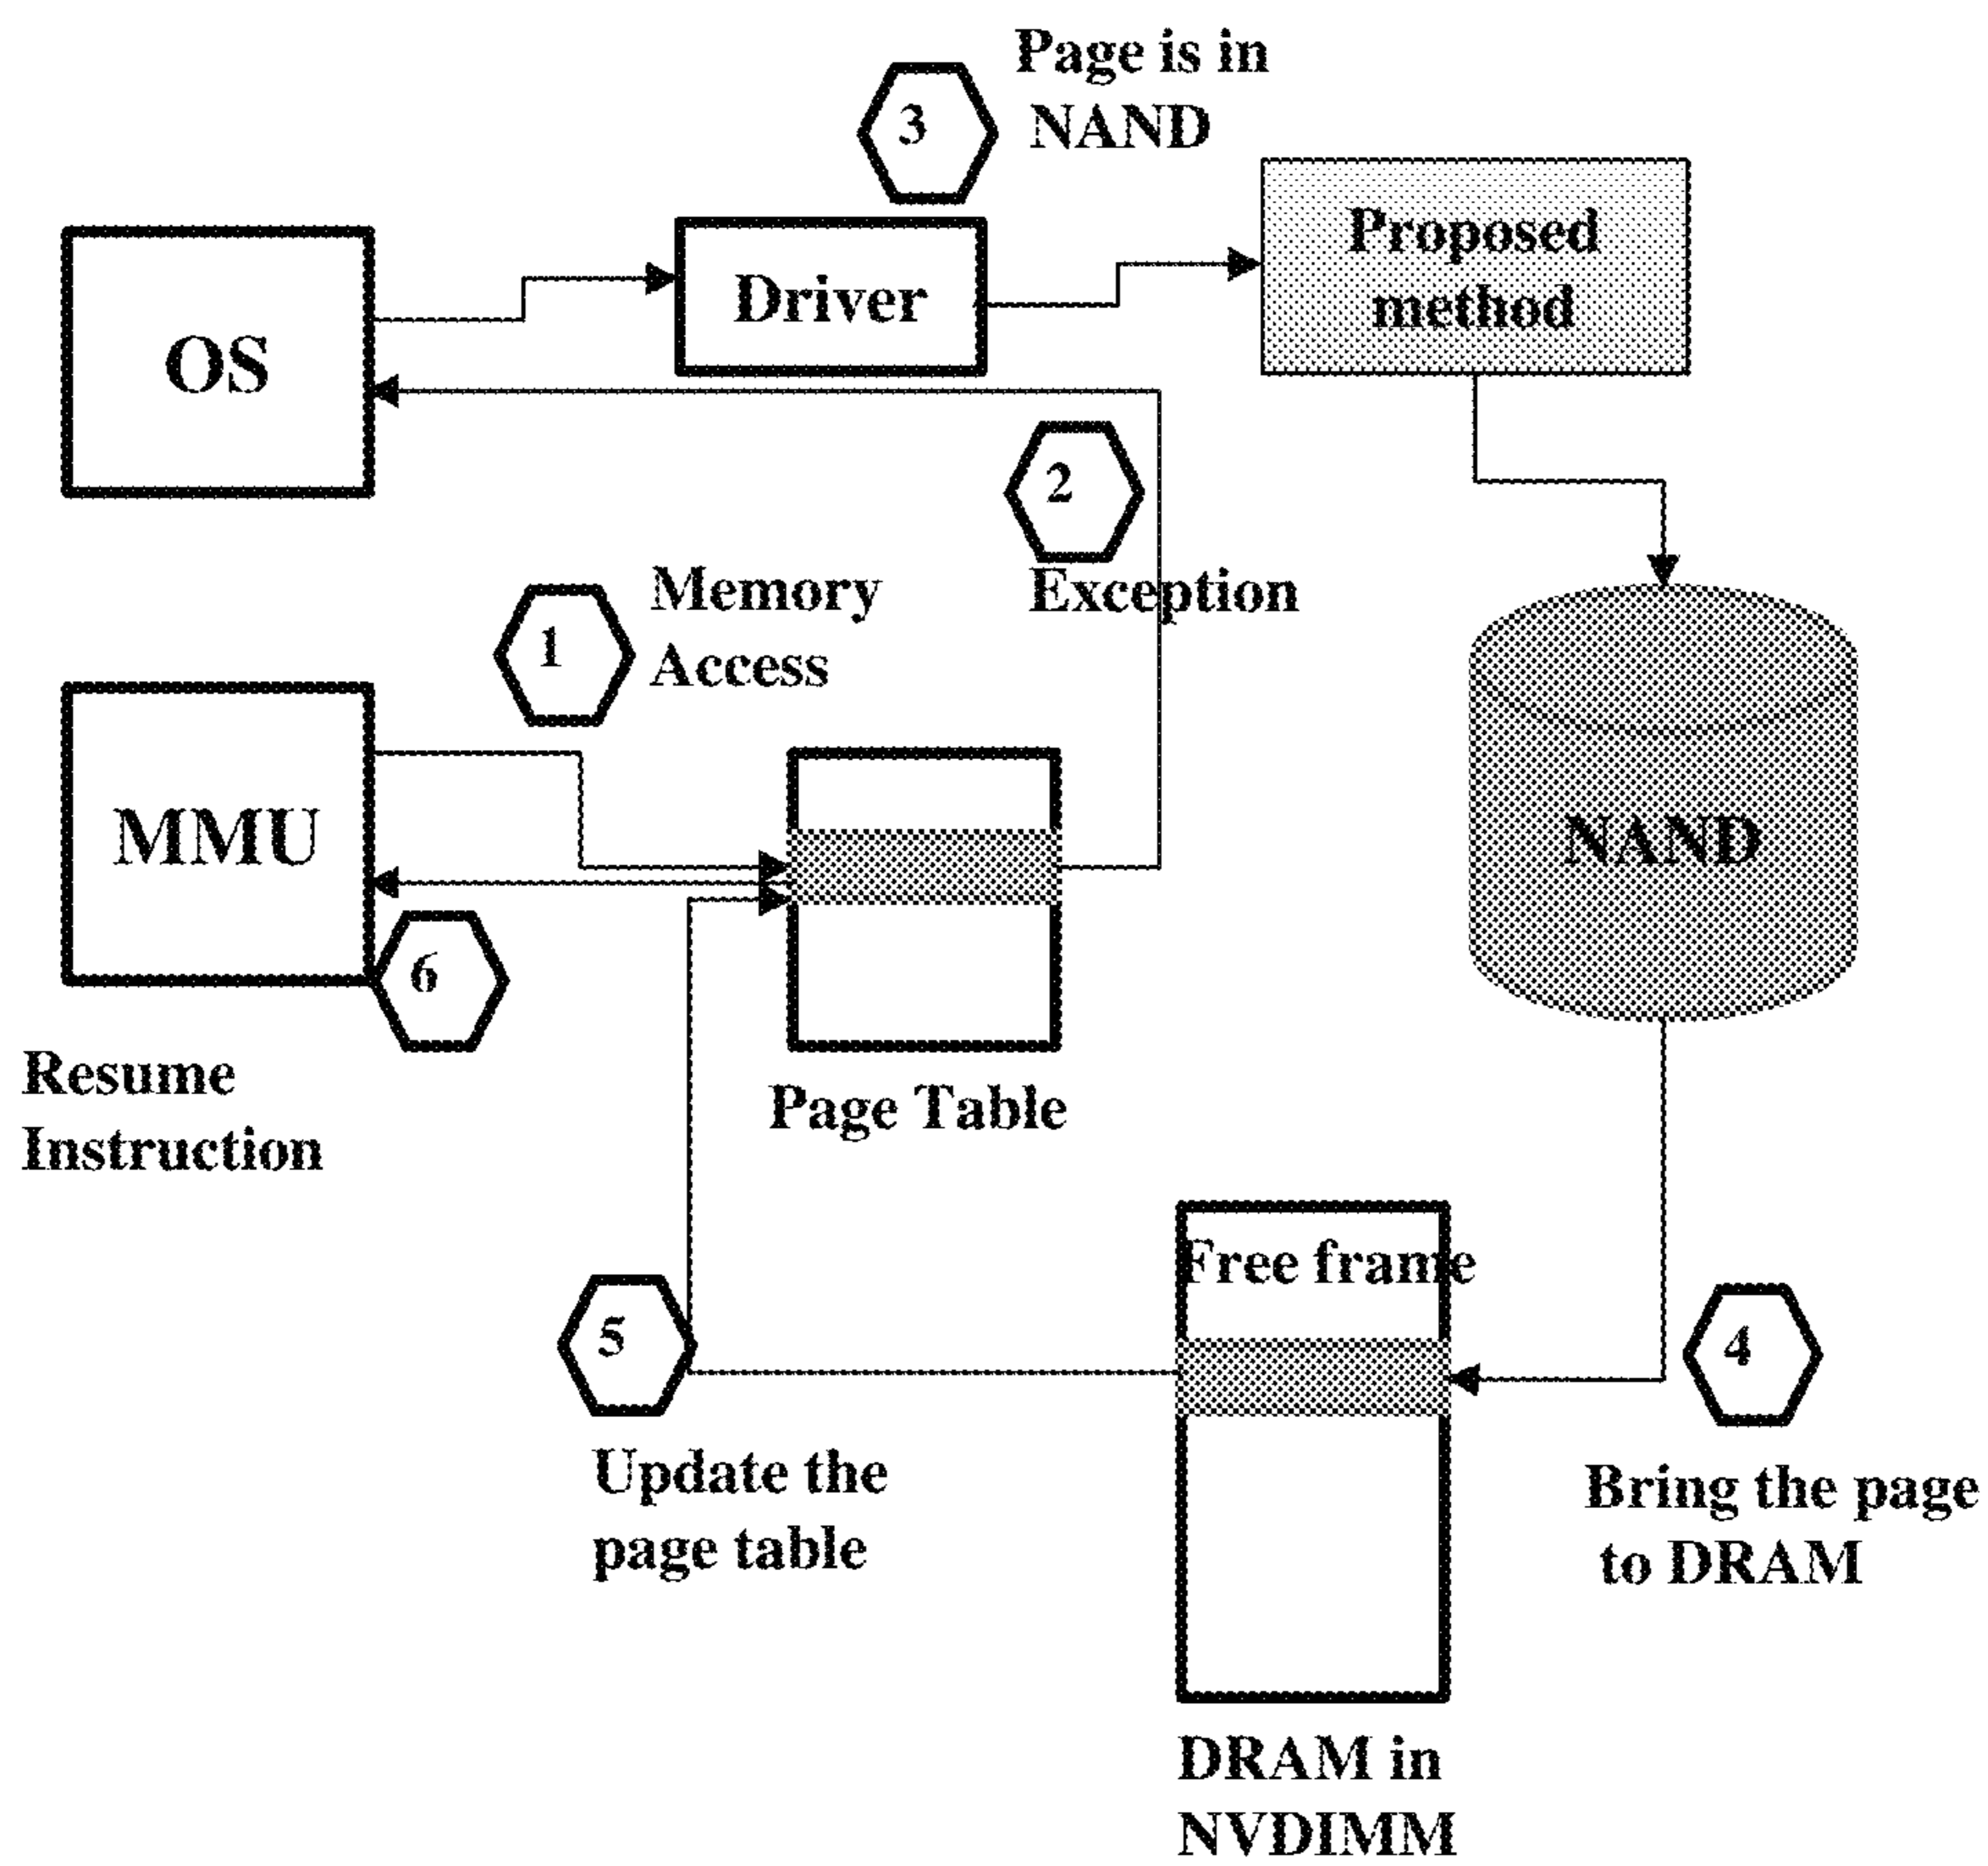 Page is in
NAND
3
Proposed
method
Driver
OS
2
Exception
1
Memory
Access
MMU
NAND
6
Resume
Instruction
Page Table
Free frame
5
4
Update the
page table
Bring the page
to DRAM
DRAM in
NVDIMM